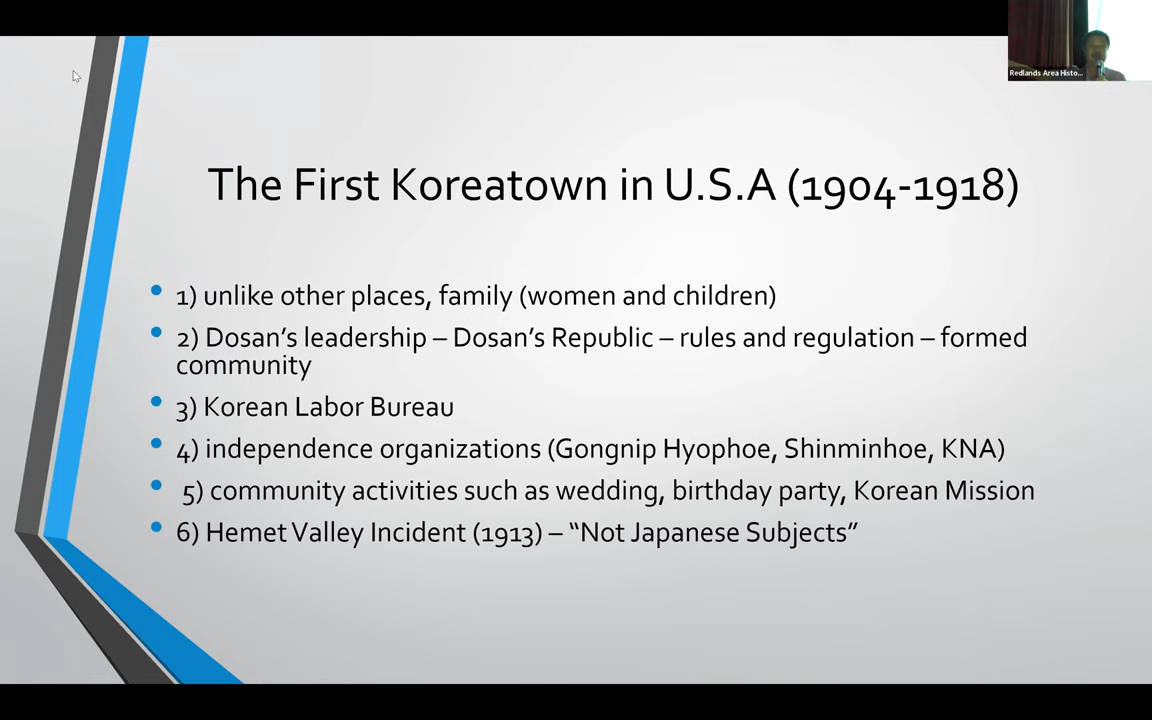 Redlands Area Histo...
The First Koreatown in U.S.A (1904-1918)
• 1) unlike other places, family (women and children)
• 2) Dosan's leadership – Dosan's Republic – rules and regulation – formed
community
• 3) Korean Labor Bureau
• 4) independence organizations (Gongnip Hyophoe, Shinminhoe, KNA)
• 5) community activities such as wedding, birthday party, Korean Mission
• 6) Hemet Valley Incident (1913) – “Not Japanese Subjects”